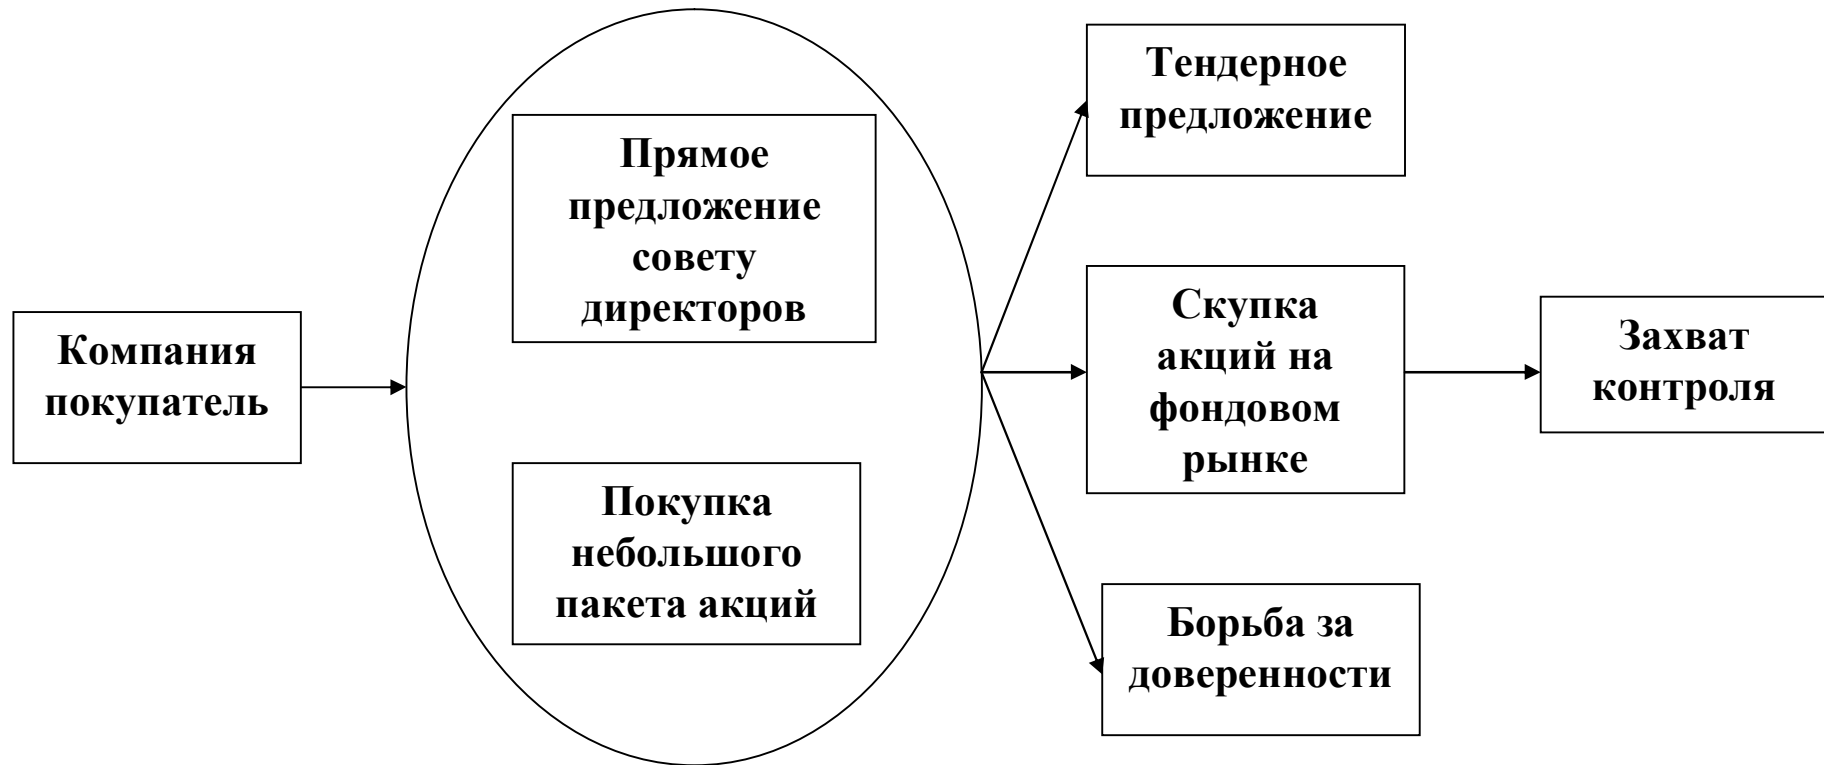 Компания
покупатель
Прямое
предложение
совету
директоров
Покупка
небольшого
пакета акций
Тендерное
предложение
Скупка
акций на
фондовом
рынке
Борьба за
доверенности
Захват
контроля